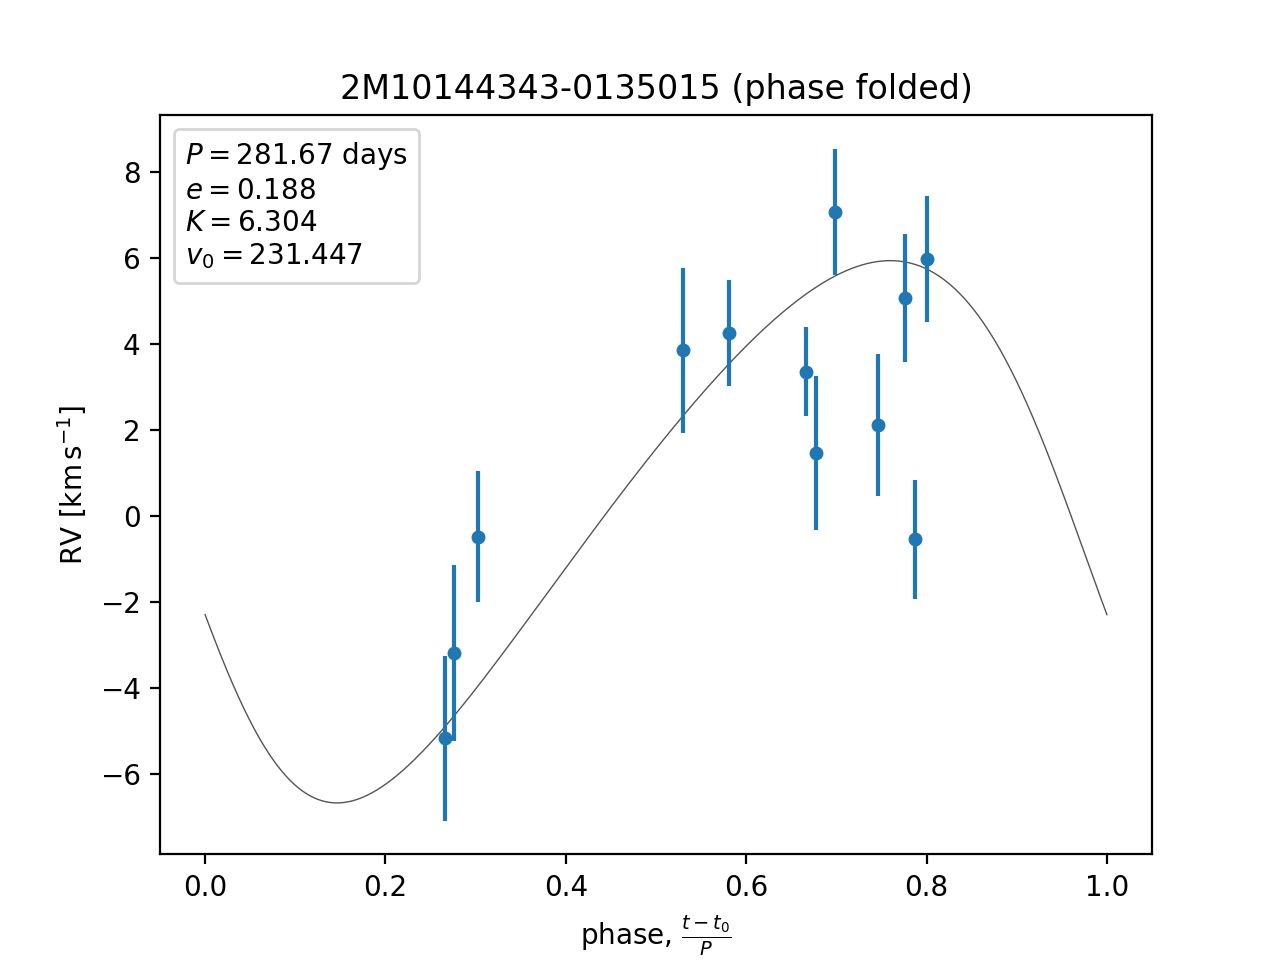 2M10144343-0135015 (phase folded)
P = 281.67 days
e = 0.188
K = 6.304
v₀ = 231.447
8
6
4
2
0
−2
−4
−6
RV [km s⁻¹]
0.0 0.2 0.4 0.6 0.8 1.0
phase, (t − t₀)/P